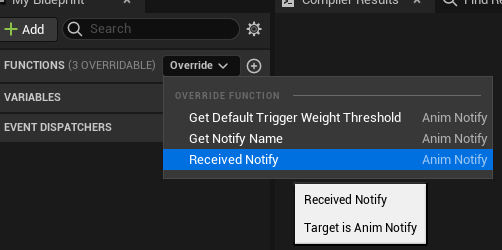 My Blueprint
Compiler Results
Find Re
Add
Search
FUNCTIONS (3 OVERRIDABLE)
Override
OVERRIDE FUNCTION
Get Default Trigger Weight Threshold Anim Notify
Get Notify Name Anim Notify
Received Notify Anim Notify
VARIABLES
EVENT DISPATCHERS
Received Notify
Target is Anim Notify